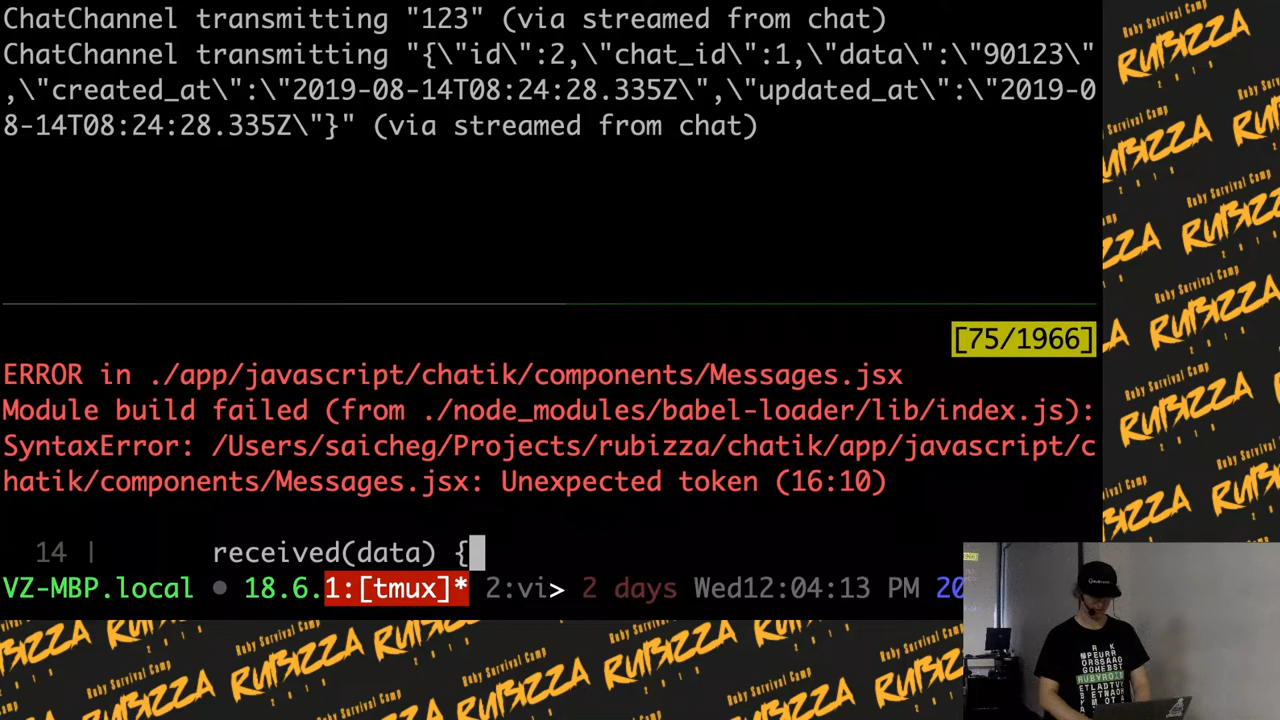 ChatChannel transmitting "123" (via streamed from chat)
ChatChannel transmitting "{\"id\":2,\"chat_id\":1,\"data\":\"90123\"
,\"created_at\":\"2019-08-14T08:24:28.335Z\",\"updated_at\":\"2019-0
8-14T08:24:28.335Z\"}" (via streamed from chat)
[75/1966]
ERROR in ./app/javascript/chatik/components/Messages.jsx
Module build failed (from ./node_modules/babel-loader/lib/index.js):
SyntaxError: /Users/saicheg/Projects/rubizza/chatik/app/javascript/c
hatik/components/Messages.jsx: Unexpected token (16:10)
14 |       received(data) {
VZ-MBP.local ● 18.6.1:[tmux]* 2:vi> 2 days Wed12:04:13 PM 20
Ruby Survival Camp
RUBIZZA
2019